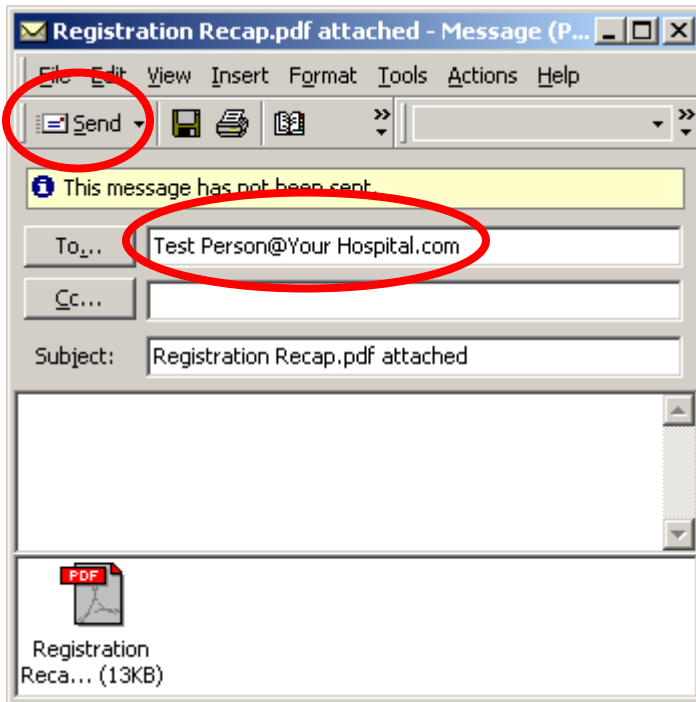 Registration Recap.pdf attached - Message (P...
File Edit View Insert Format Tools Actions Help
Send
This message has not been sent.
To... Test Person@Your Hospital.com
Cc...
Subject: Registration Recap.pdf attached
PDF
Registration
Reca... (13KB)